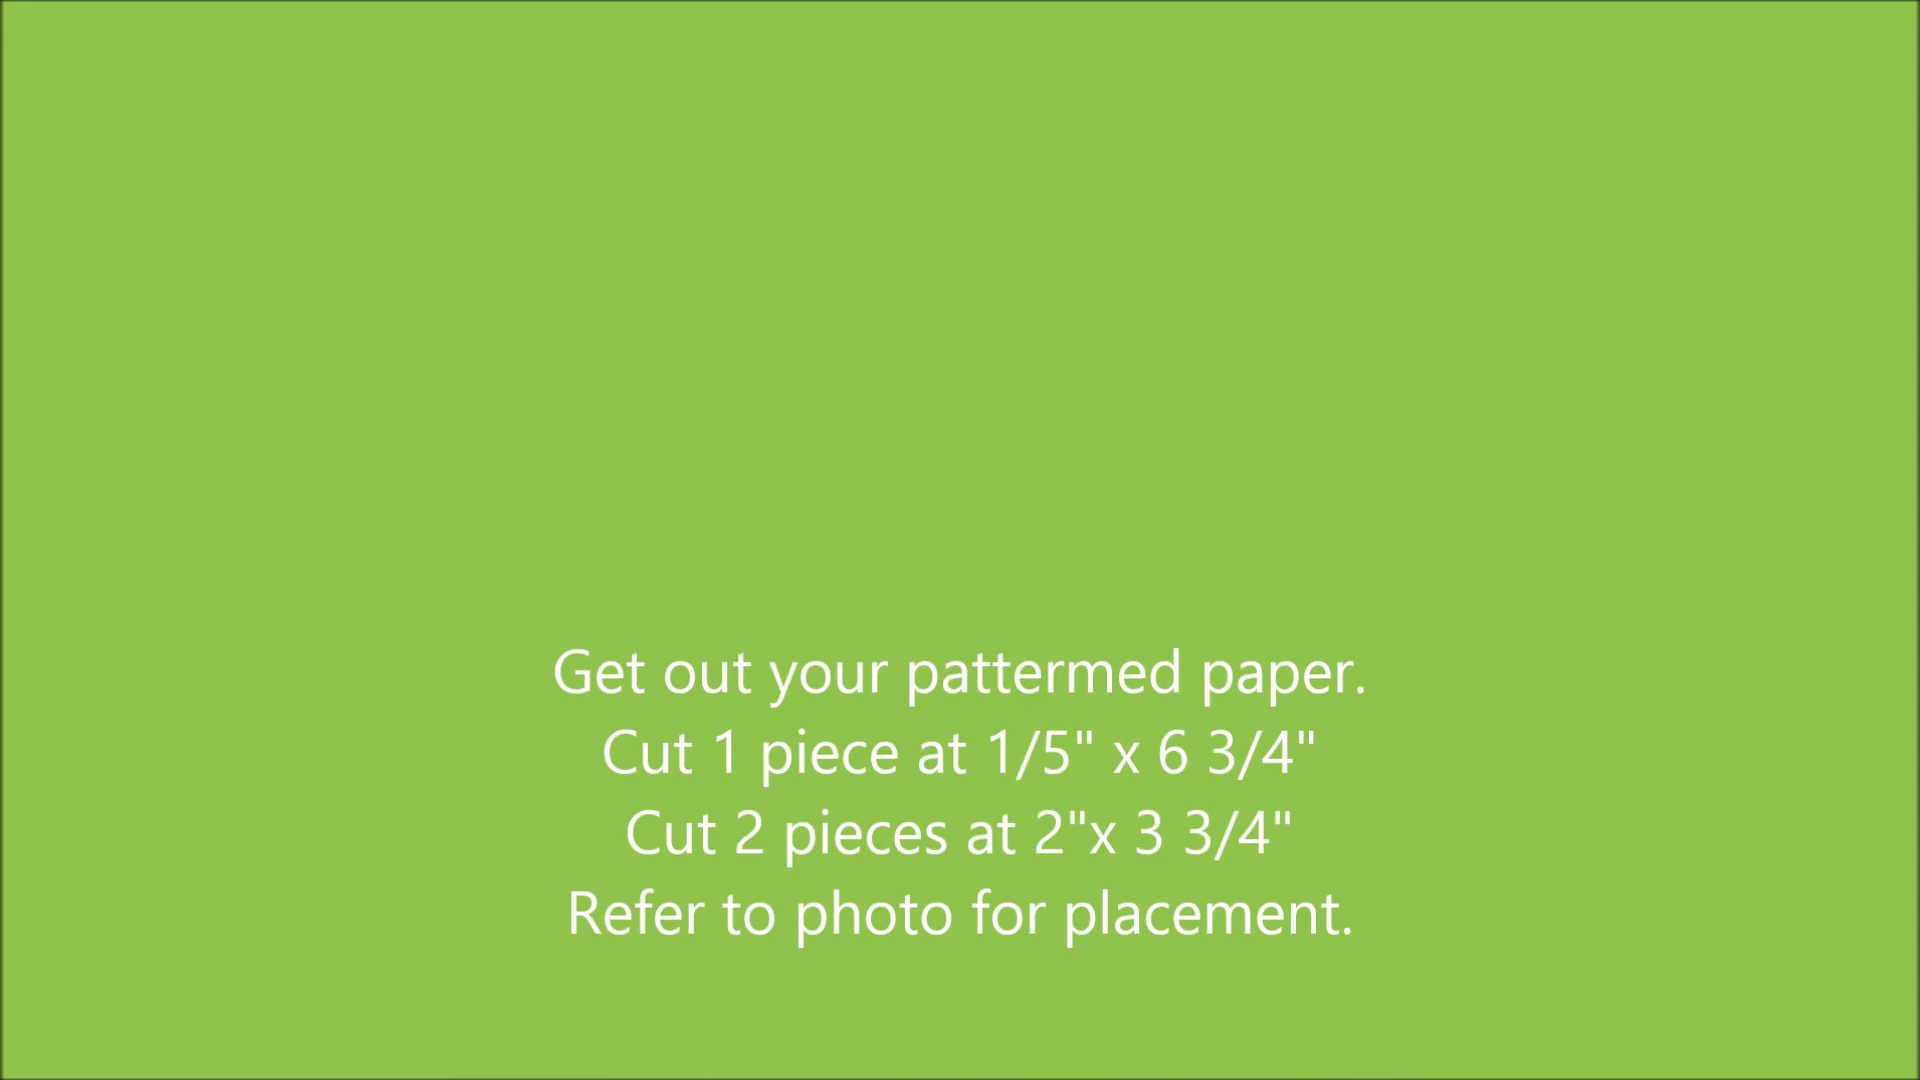 Get out your pattermed paper.
Cut 1 piece at 1/5" x 6 3/4"
Cut 2 pieces at 2"x 3 3/4"
Refer to photo for placement.